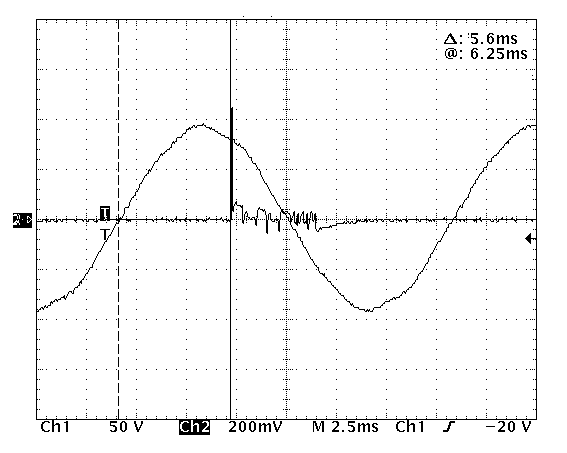 Δ: 5.6ms
@: 6.25ms
T
T
2
Ch1 50 V Ch2 200mV M 2.5ms Ch1 ∫ −20 V